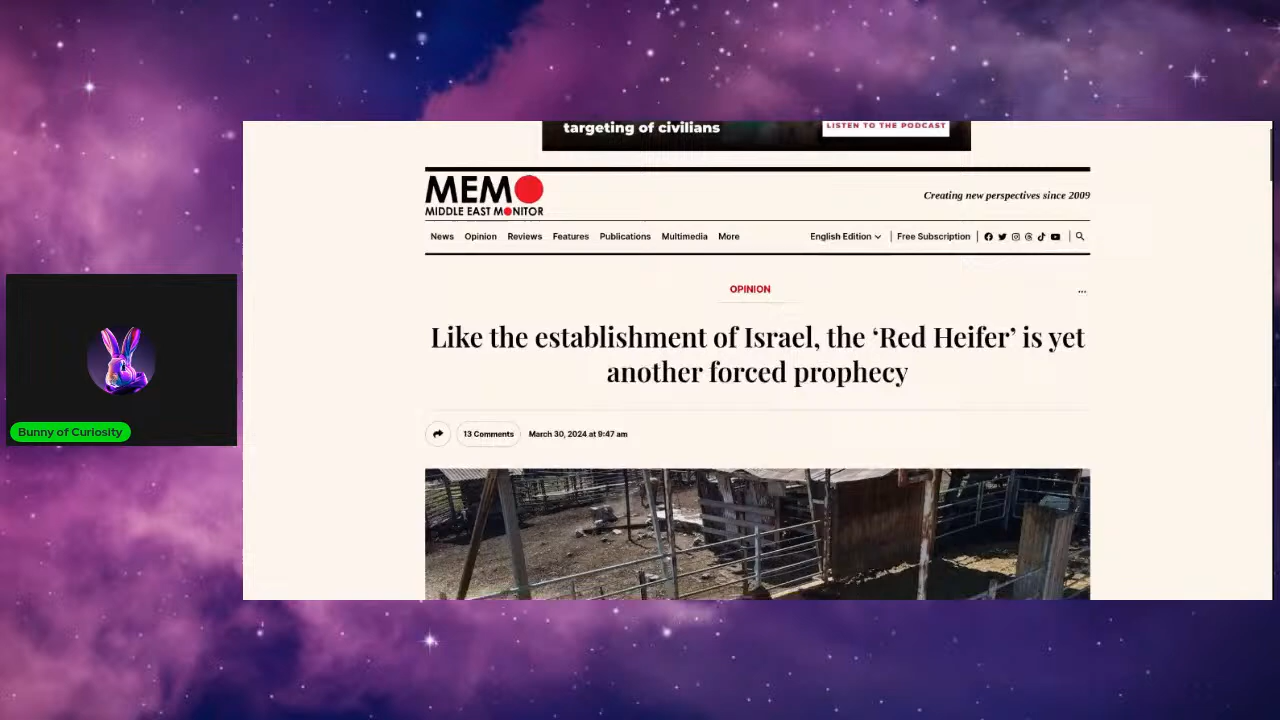 targeting of civilians
LISTEN TO THE PODCAST
MEMO
MIDDLE EAST MONITOR
Creating new perspectives since 2009
News Opinion Reviews Features Publications Multimedia More
English Edition Free Subscription
OPINION
...
Like the establishment of Israel, the ‘Red Heifer’ is yet
another forced prophecy
13 Comments March 30, 2024 at 9:47 am
Bunny of Curiosity